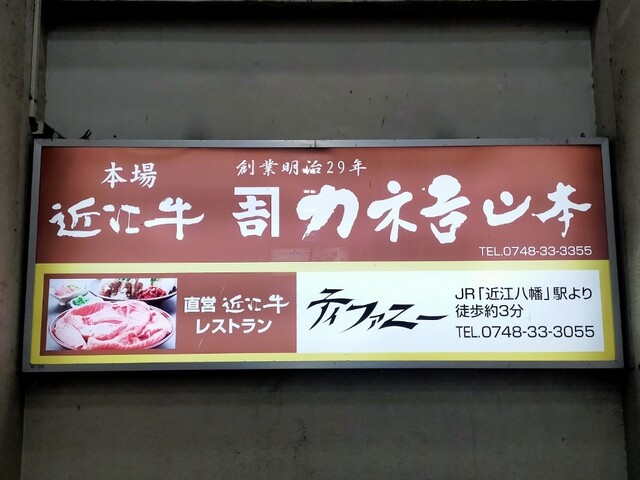 本場
近江牛
創業明治29年
カネ吉山本
TEL.0748-33-3355
直営 近江牛
レストラン
ティファニー
JR「近江八幡」駅より
徒歩約3分
TEL.0748-33-3055